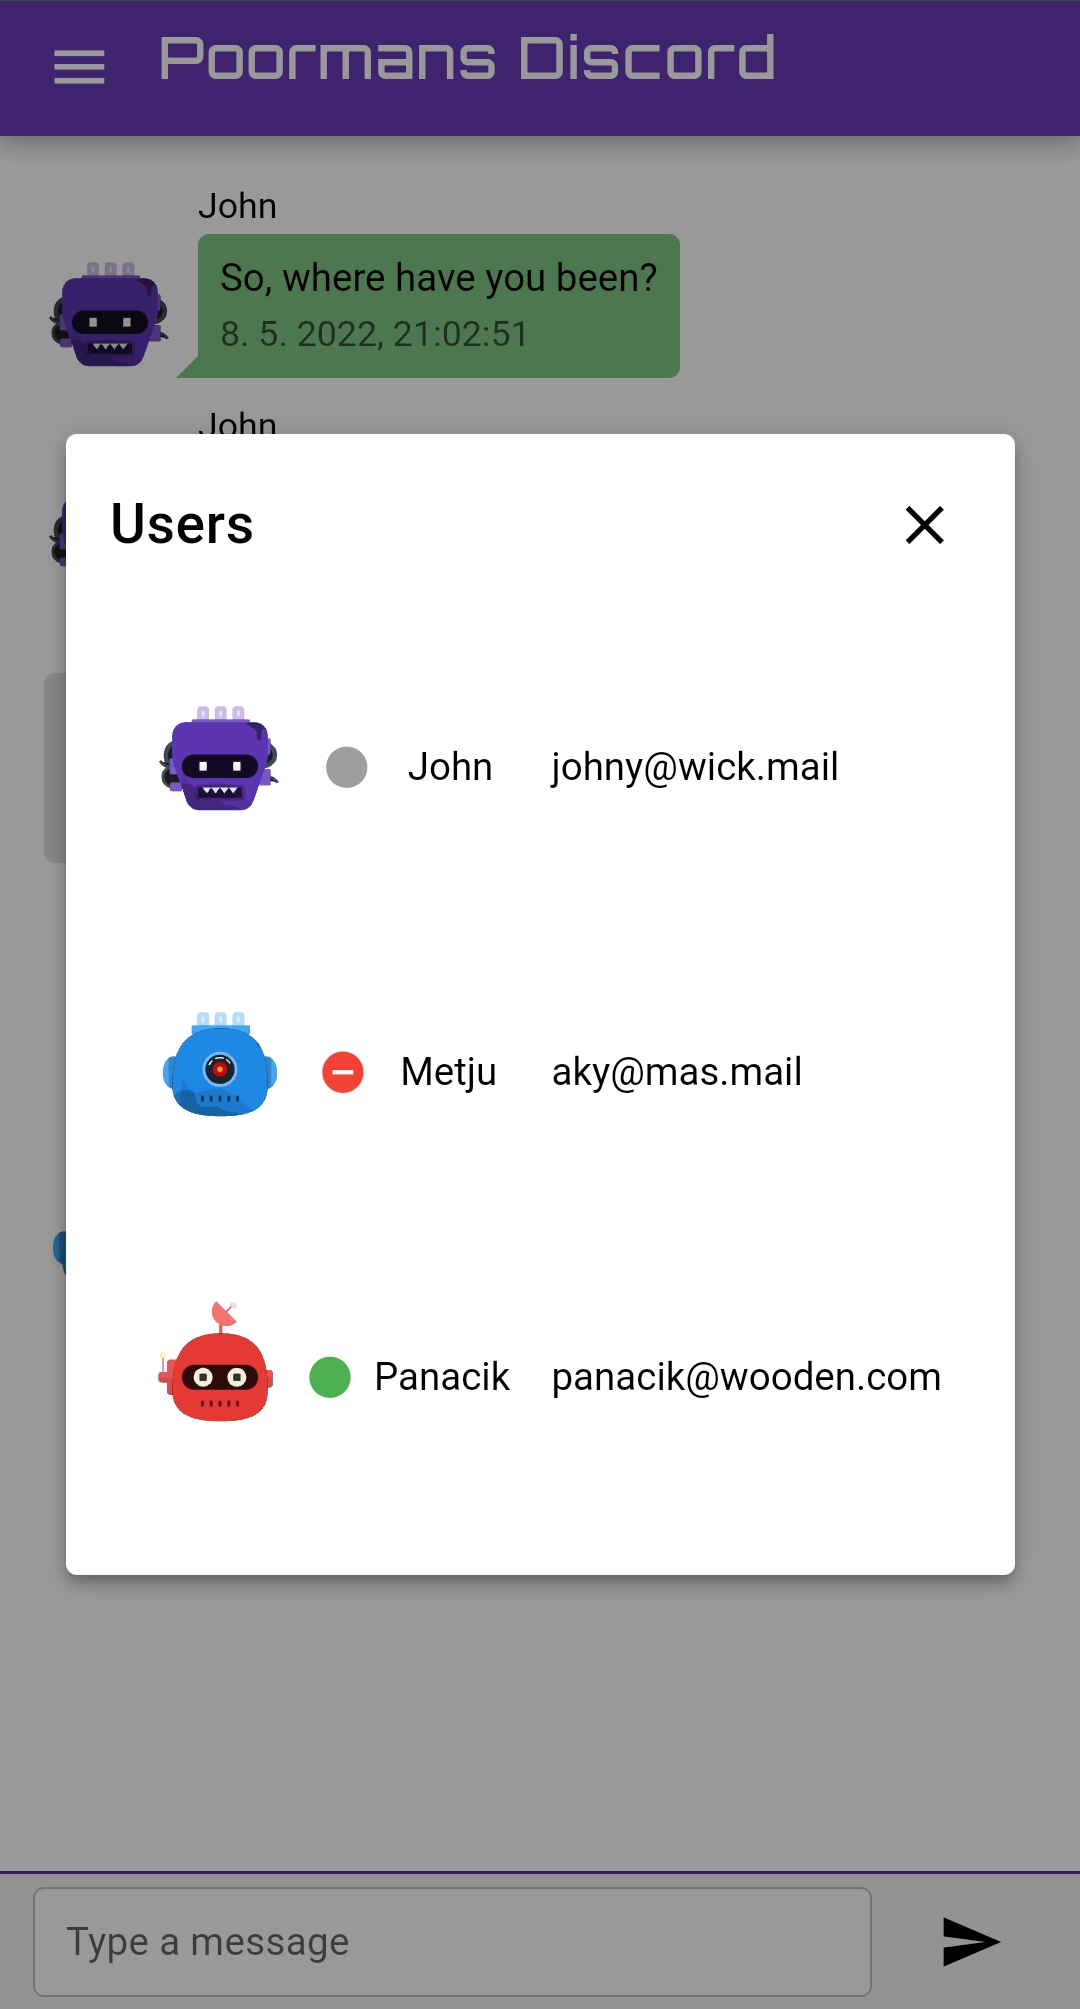 Poormans Discord
John
So, where have you been?
8. 5. 2022, 21:02:51
John
Users
John johny@wick.mail
Metju aky@mas.mail
Panacik panacik@wooden.com
Type a message